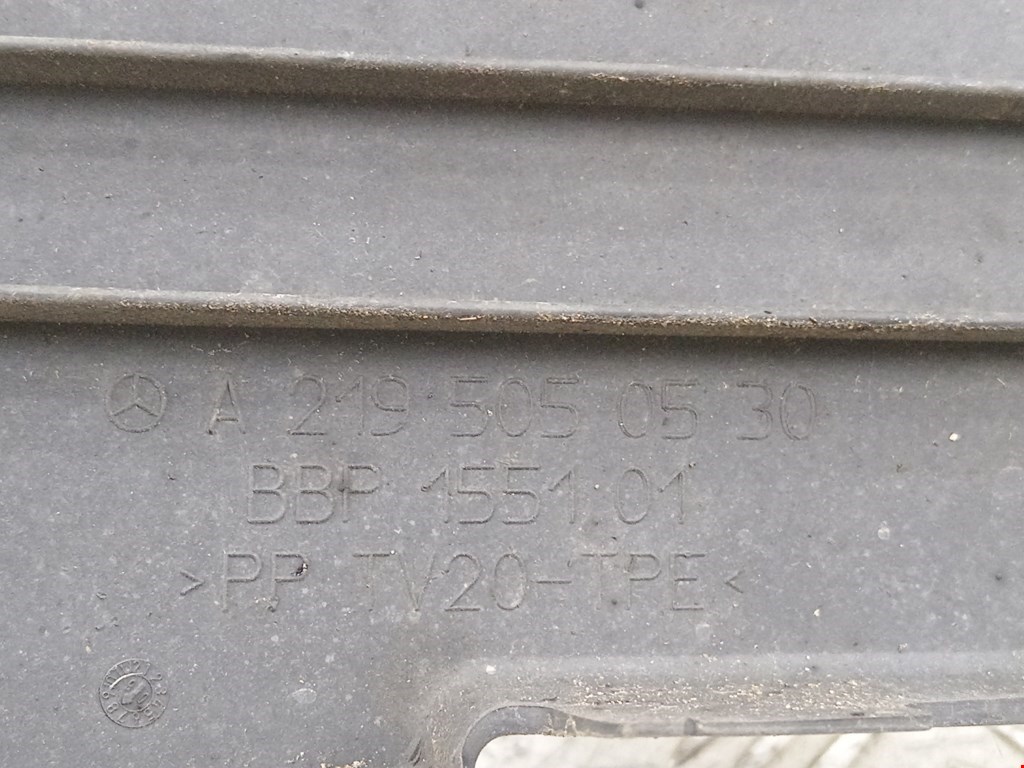 A 219 505 05 30
BBP 1551.01
>PP TV20-TPE<